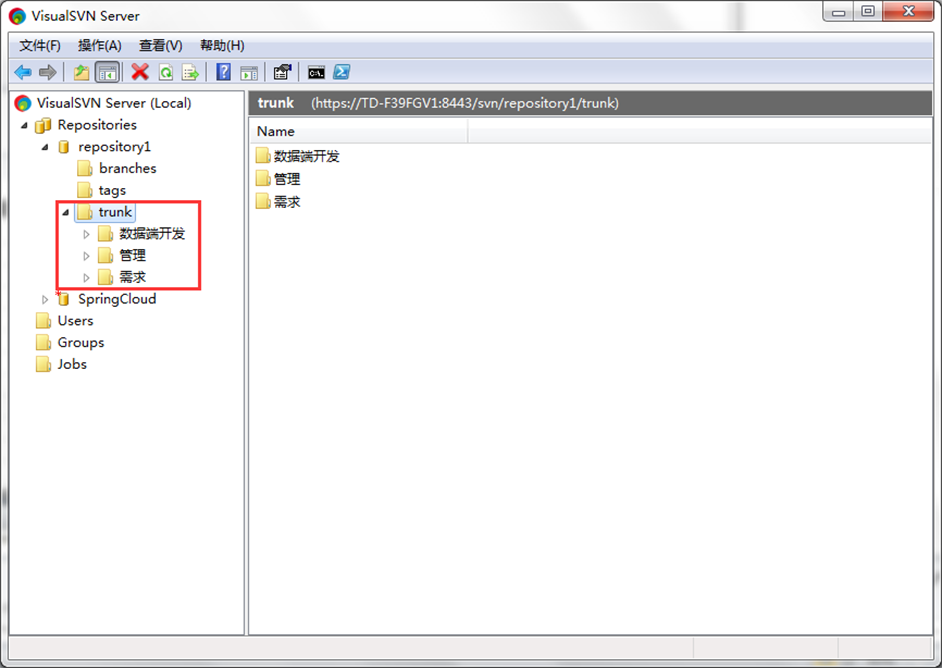 VisualSVN Server
文件(F) 操作(A) 查看(V) 帮助(H)
VisualSVN Server (Local)
Repositories
repository1
branches
tags
trunk
数据端开发
管理
需求
SpringCloud
Users
Groups
Jobs
trunk (https://TD-F39FGV1:8443/svn/repository1/trunk)
Name
数据端开发
管理
需求